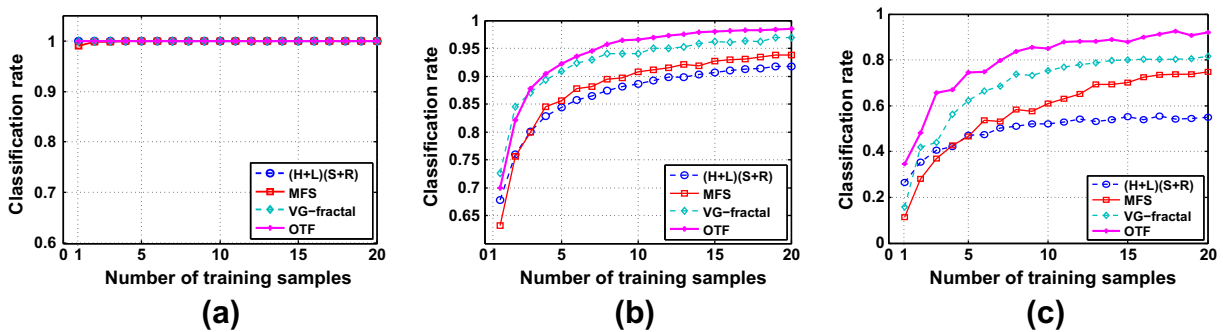 Classification rate
1
0.9
0.8
0.7
0.6
0 1 5 10 15 20
Number of training samples
(H+L)(S+R)
MFS
VG-fractal
OTF
(a)
Classification rate
1
0.95
0.9
0.85
0.8
0.75
0.7
0.65
0 1 5 10 15 20
Number of training samples
(H+L)(S+R)
MFS
VG-fractal
OTF
(b)
Classification rate
1
0.8
0.6
0.4
0.2
0
0 1 5 10 15 20
Number of training samples
(H+L)(S+R)
MFS
VG-fractal
OTF
(c)